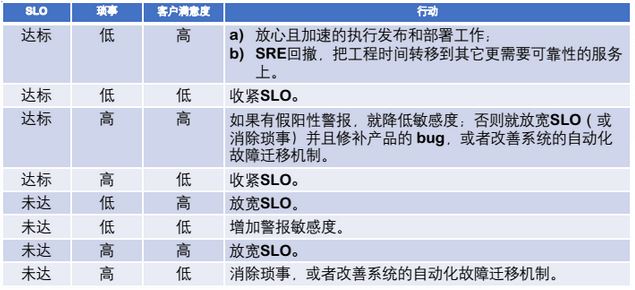 SLO 琐事 客户满意度 行动
达标 低 高 a) 放心且加速的执行发布和部署工作;
b) SRE回撤，把工程时间转移到其它更需要可靠性的服务
上。
达标 低 低 收紧SLO。
达标 高 高 如果有假阳性警报，就降低敏感度；否则就放宽SLO（或
消除琐事）并且修补产品的 bug，或者改善系统的自动化
故障迁移机制。
达标 高 低 收紧SLO。
未达 低 高 放宽SLO。
未达 低 低 增加警报敏感度。
未达 高 高 放宽SLO。
未达 高 低 消除琐事，或者改善系统的自动化故障迁移机制。